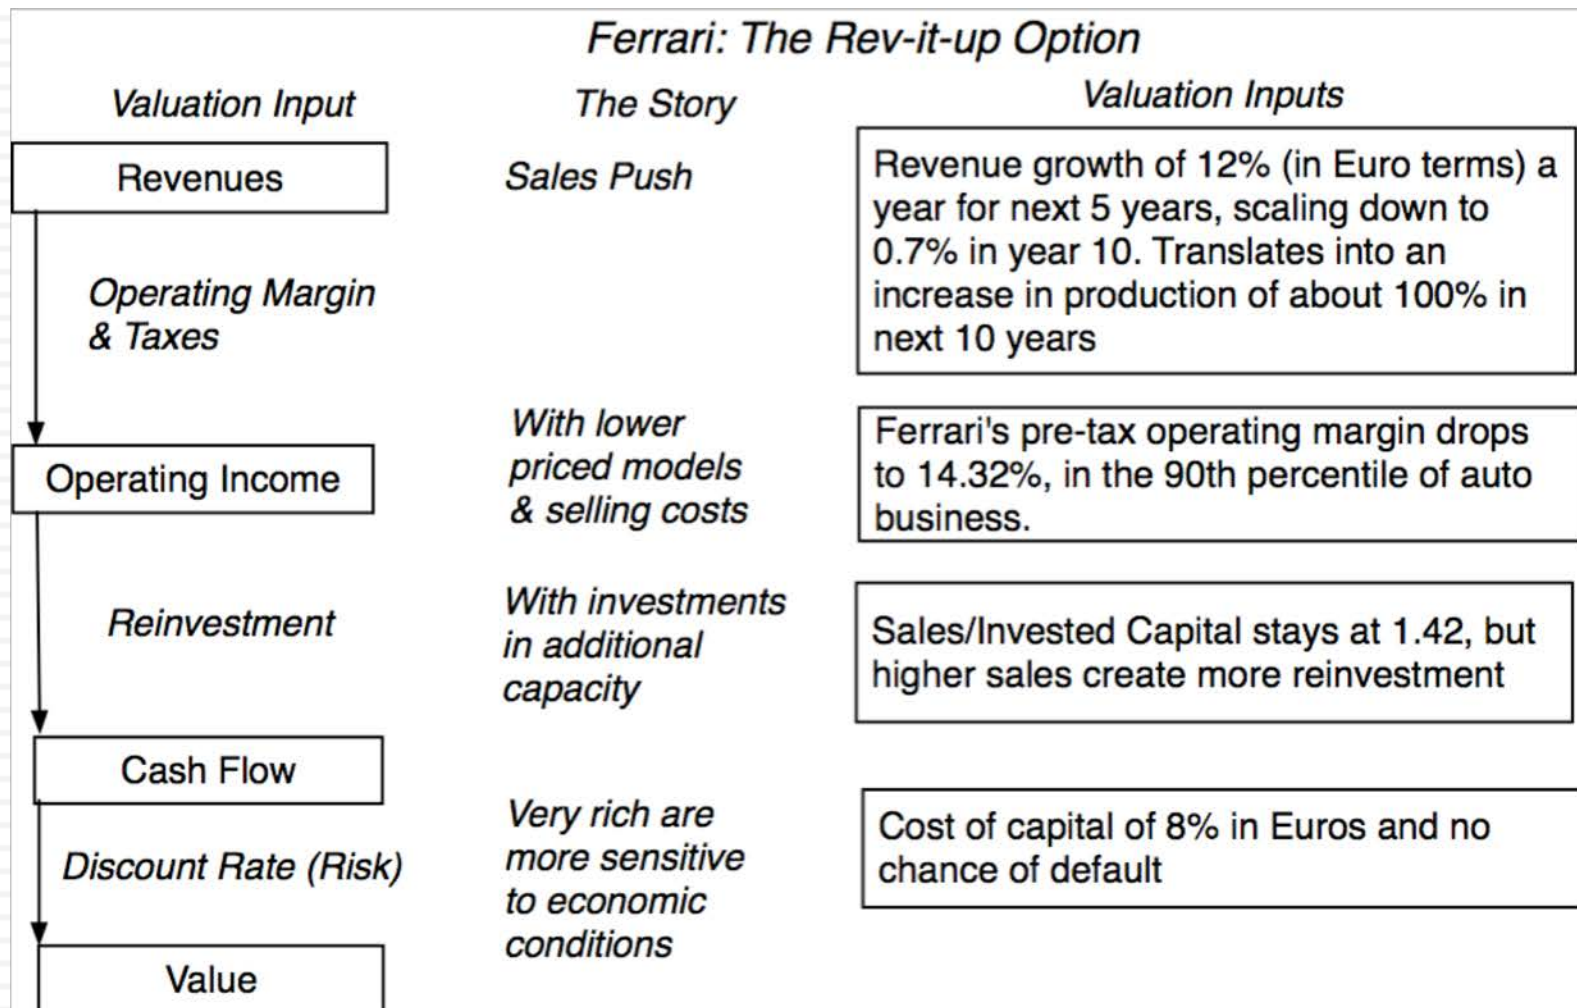 Ferrari: The Rev-it-up Option
Valuation Input
The Story
Valuation Inputs
Revenues
Sales Push
Revenue growth of 12% (in Euro terms) a
year for next 5 years, scaling down to
0.7% in year 10. Translates into an
increase in production of about 100% in
next 10 years
Operating Margin
& Taxes
Operating Income
With lower
priced models
& selling costs
Ferrari's pre-tax operating margin drops
to 14.32%, in the 90th percentile of auto
business.
Reinvestment
With investments
in additional
capacity
Sales/Invested Capital stays at 1.42, but
higher sales create more reinvestment
Cash Flow
Discount Rate (Risk)
Very rich are
more sensitive
to economic
conditions
Cost of capital of 8% in Euros and no
chance of default
Value